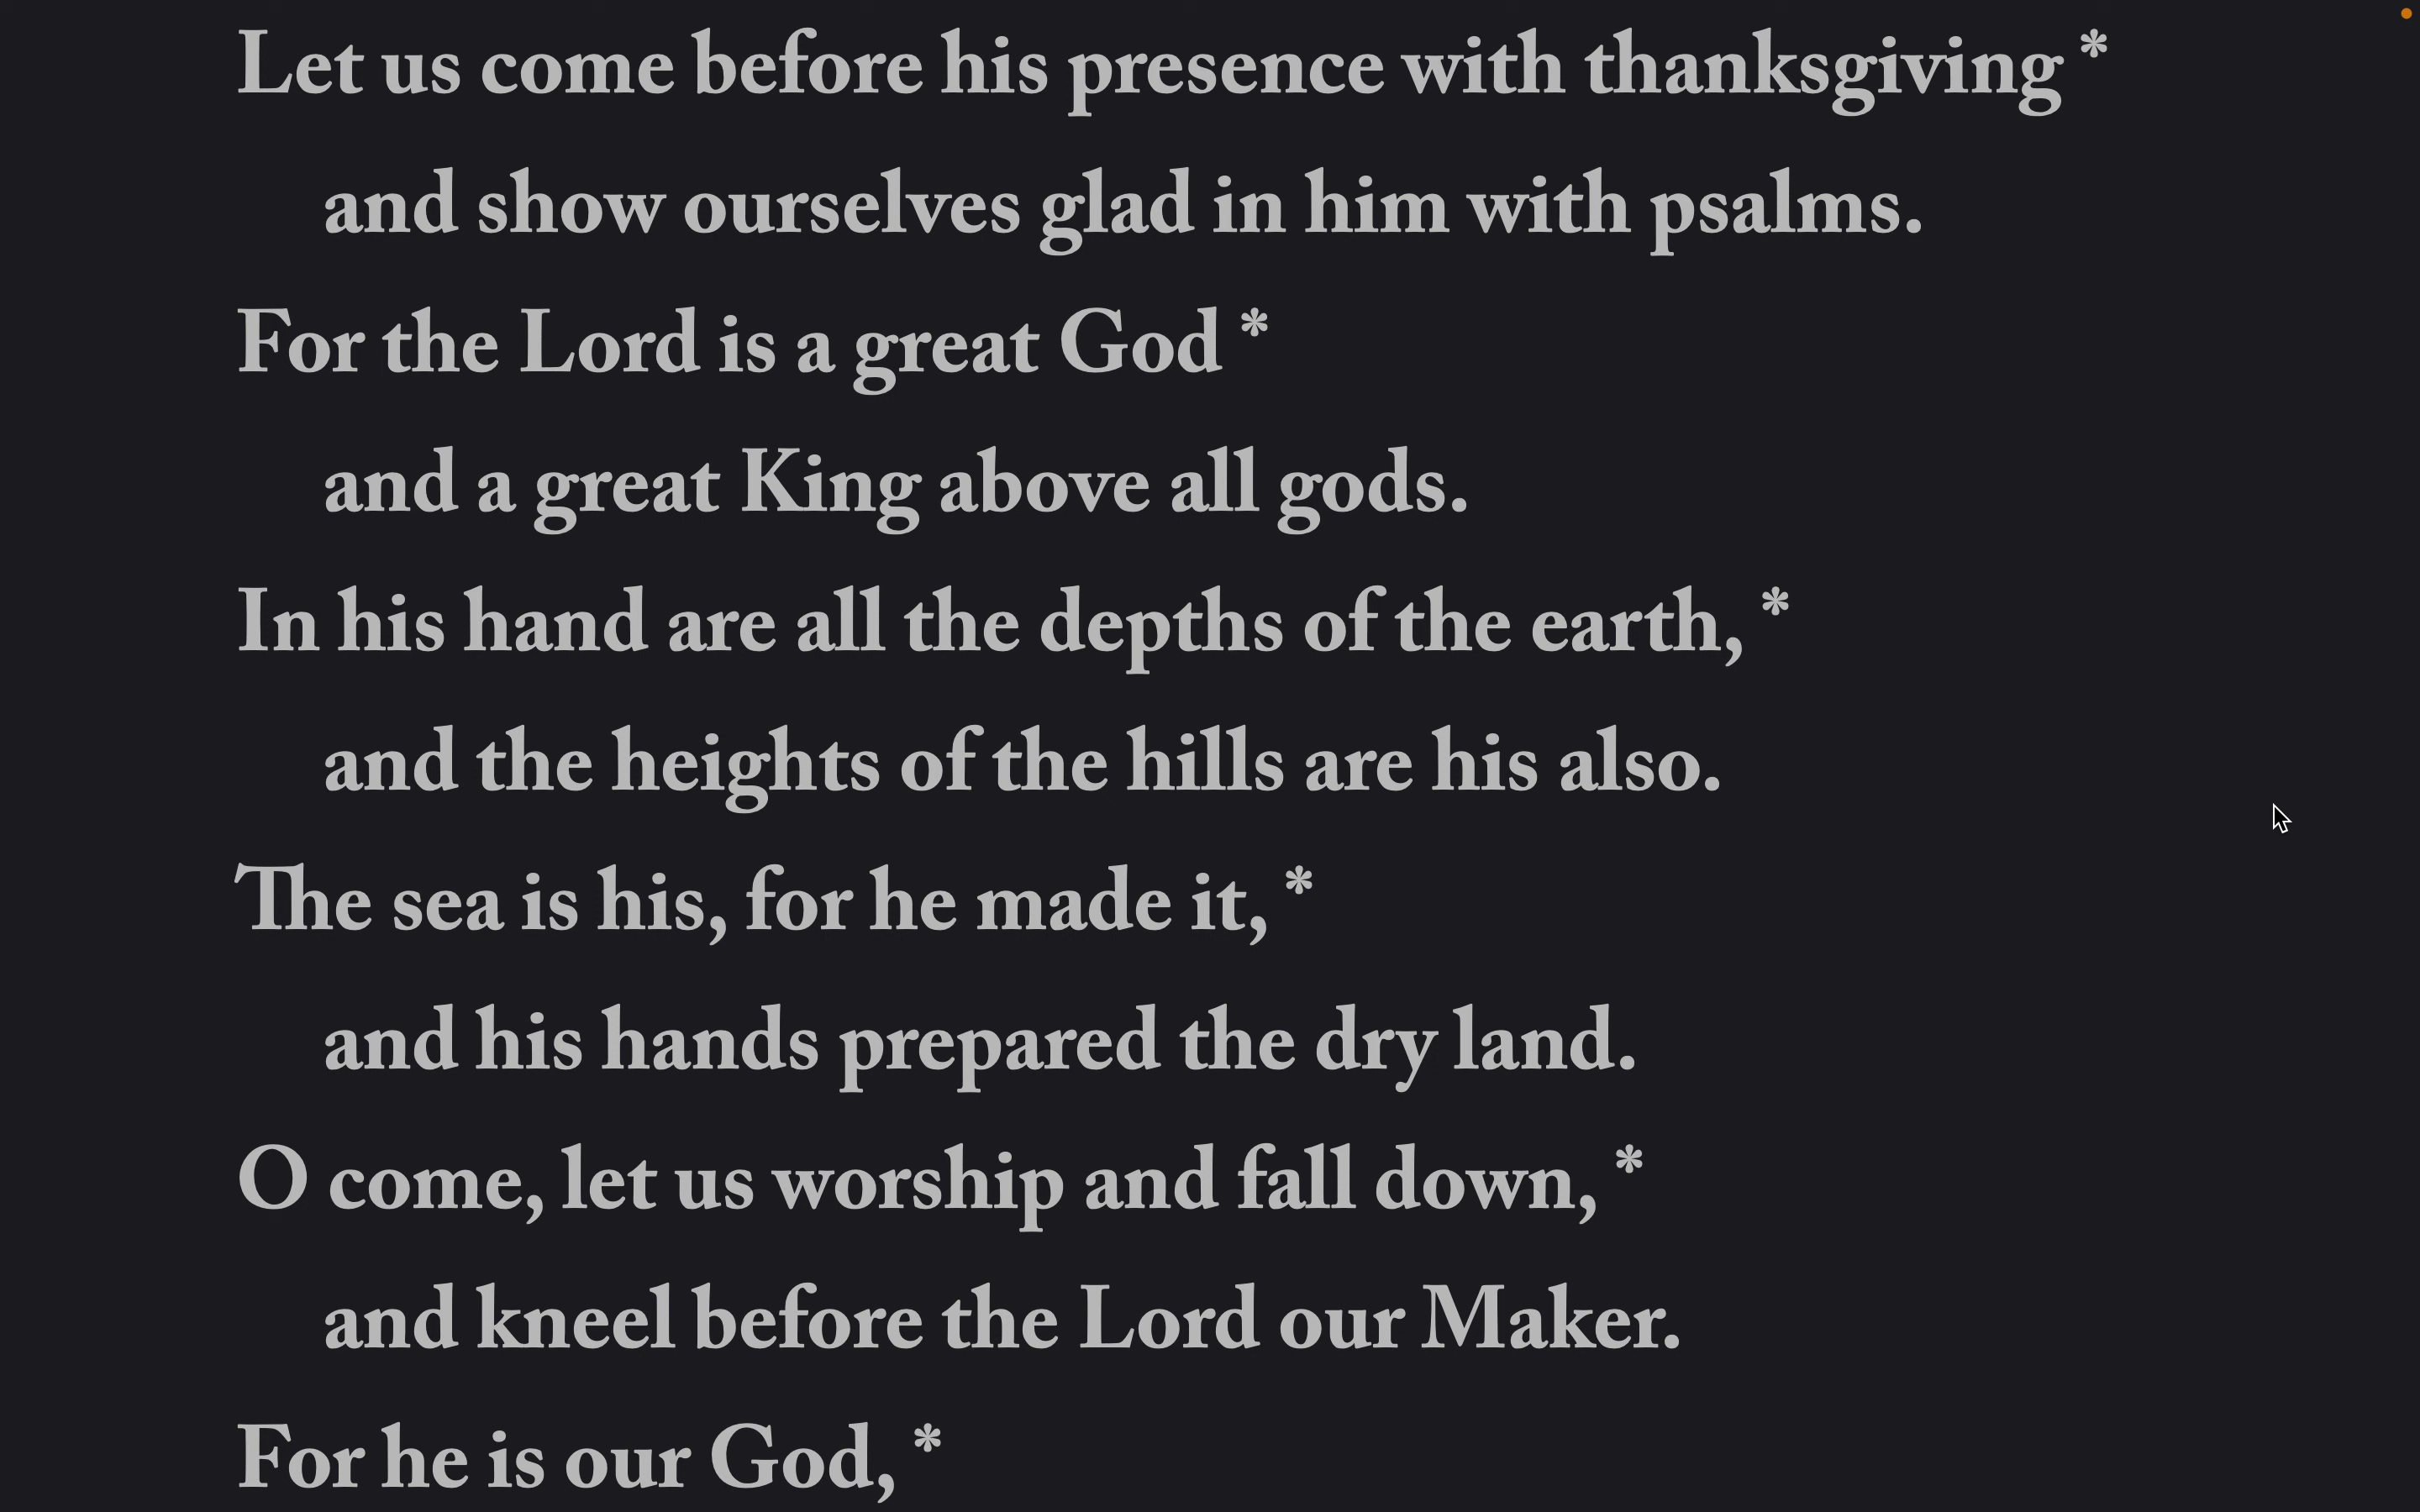 Let us come before his presence with thanksgiving *
and show ourselves glad in him with psalms.
For the Lord is a great God *
and a great King above all gods.
In his hand are all the depths of the earth, *
and the heights of the hills are his also.
The sea is his, for he made it, *
and his hands prepared the dry land.
O come, let us worship and fall down, *
and kneel before the Lord our Maker.
For he is our God, *